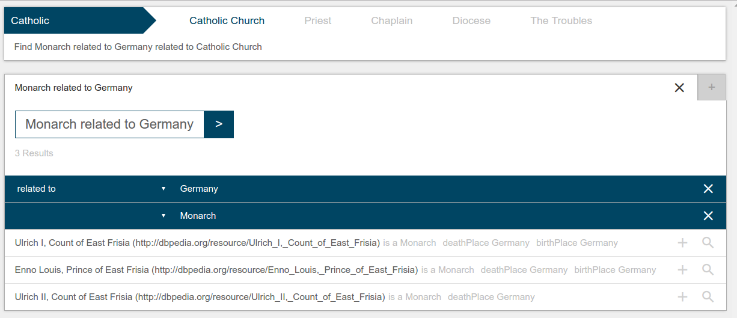 Catholic Catholic Church Priest Chaplain Diocese The Troubles
Find Monarch related to Germany related to Catholic Church
Monarch related to Germany
Monarch related to Germany >
3 Results
related to Germany
Monarch
Ulrich I, Count of East Frisia (http://dbpedia.org/resource/Ulrich_I,_Count_of_East_Frisia) is a Monarch deathPlace Germany birthPlace Germany
Enno Louis, Prince of East Frisia (http://dbpedia.org/resource/Enno_Louis,_Prince_of_East_Frisia) is a Monarch deathPlace Germany birthPlace Germany
Ulrich II, Count of East Frisia (http://dbpedia.org/resource/Ulrich_II,_Count_of_East_Frisia) is a Monarch deathPlace Germany